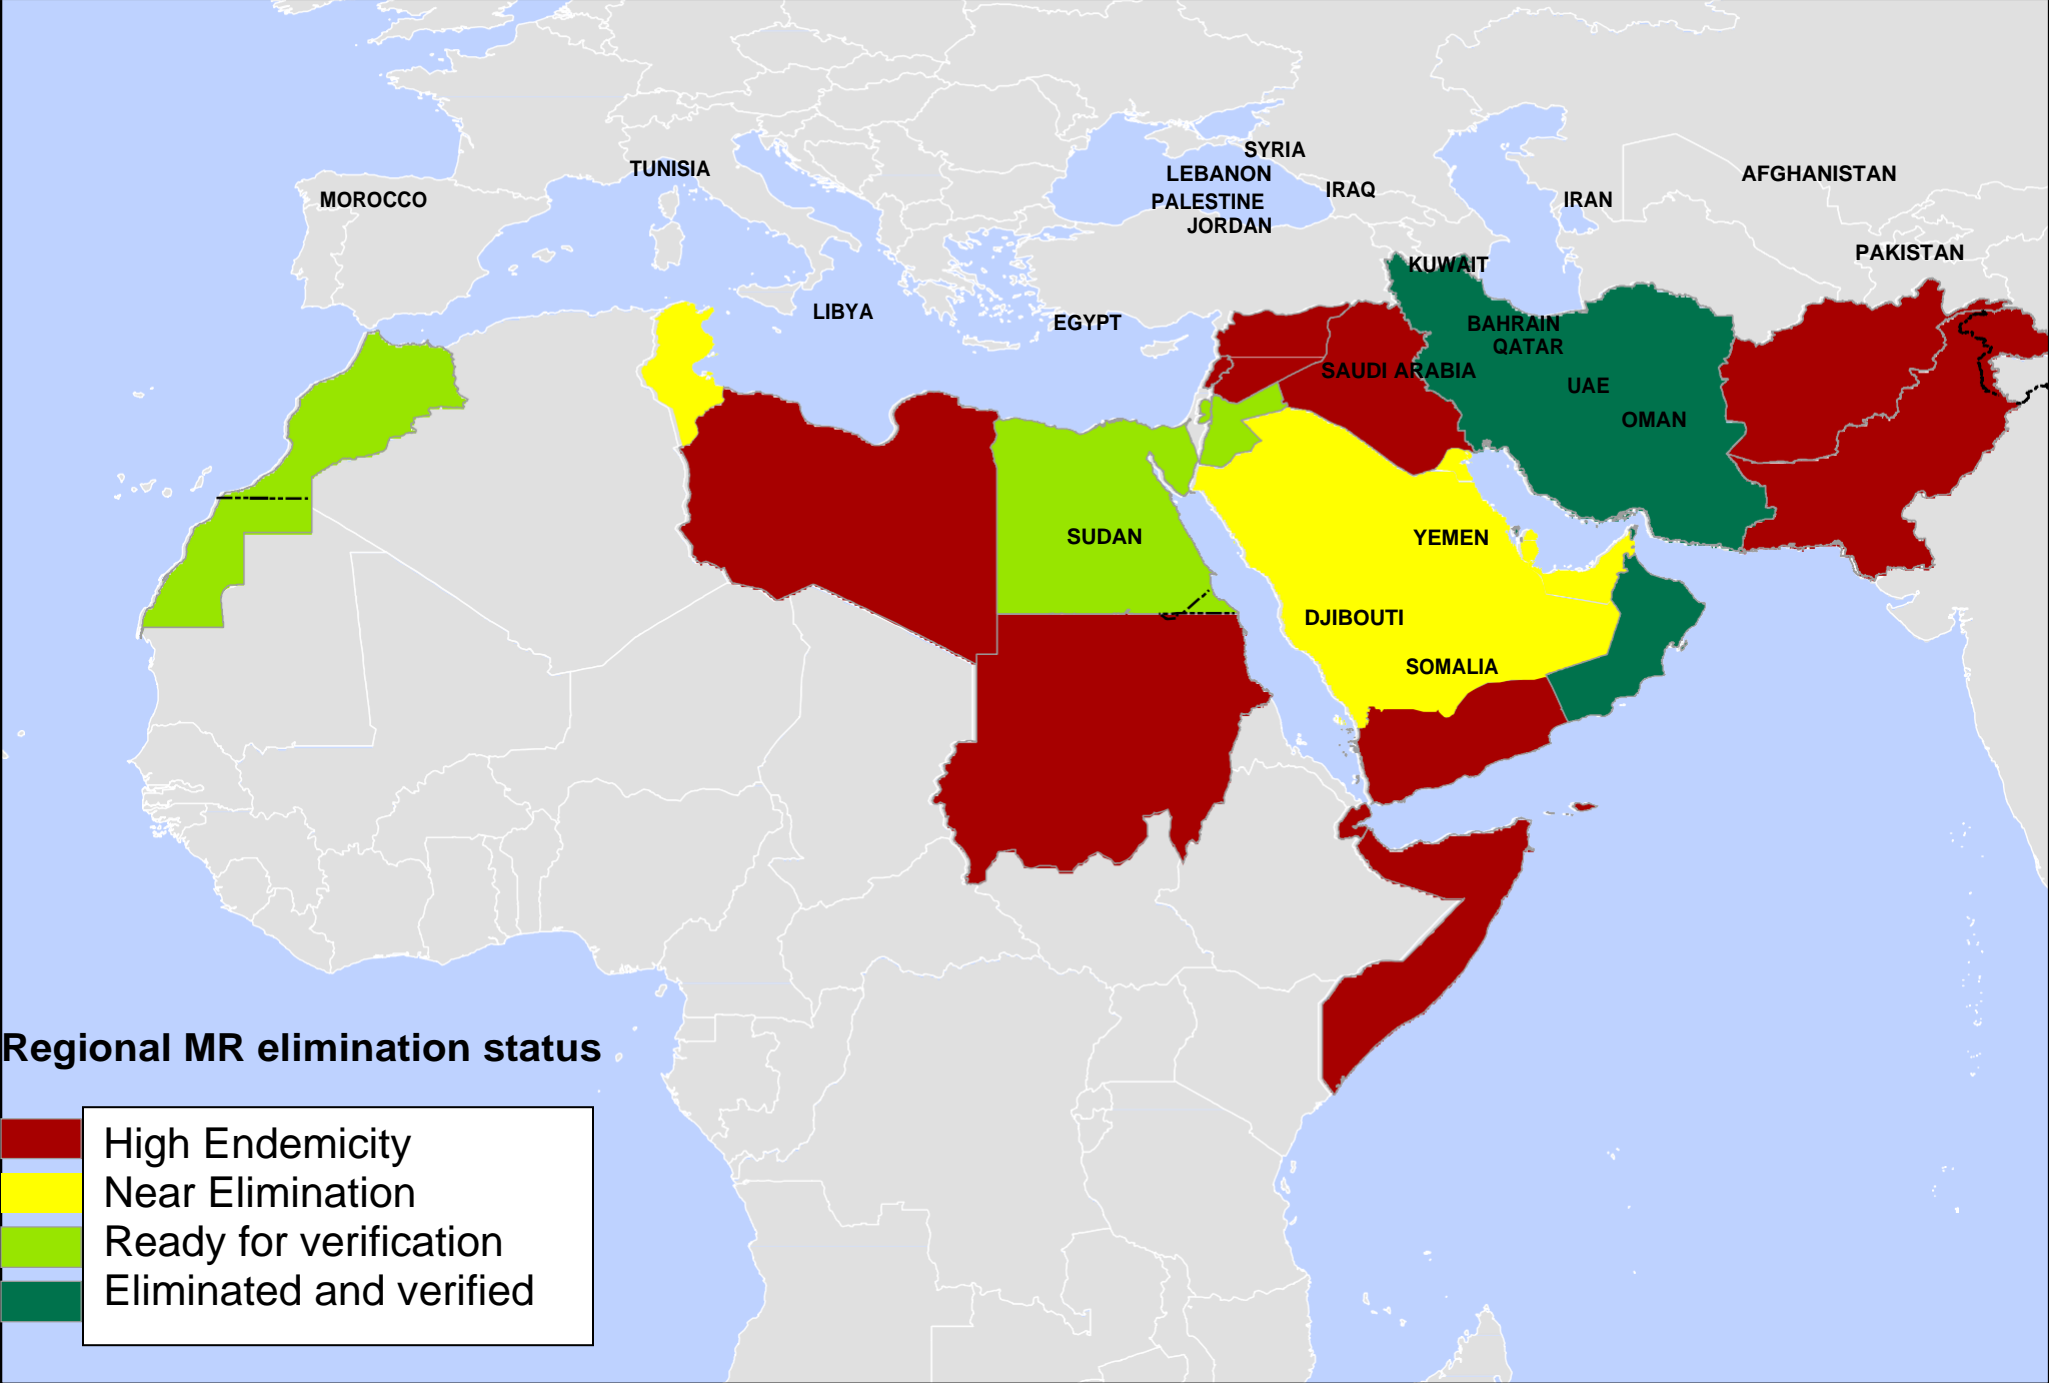 SYRIA
TUNISIA
LEBANON
AFGHANISTAN
MOROCCO
PALESTINE
IRAQ
IRAN
JORDAN
PAKISTAN
KUWAIT
LIBYA
EGYPT
BAHRAIN
QATAR
SAUDI ARABIA
UAE
OMAN
SUDAN
YEMEN
DJIBOUTI
SOMALIA
Regional MR elimination status
High Endemicity
Near Elimination
Ready for verification
Eliminated and verified